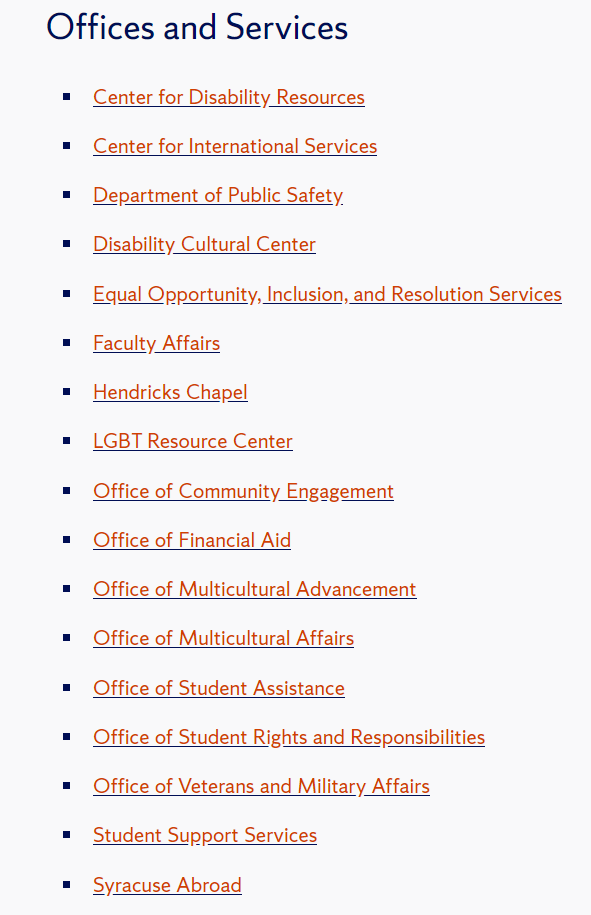 Offices and Services
Center for Disability Resources
Center for International Services
Department of Public Safety
Disability Cultural Center
Equal Opportunity, Inclusion, and Resolution Services
Faculty Affairs
Hendricks Chapel
LGBT Resource Center
Office of Community Engagement
Office of Financial Aid
Office of Multicultural Advancement
Office of Multicultural Affairs
Office of Student Assistance
Office of Student Rights and Responsibilities
Office of Veterans and Military Affairs
Student Support Services
Syracuse Abroad